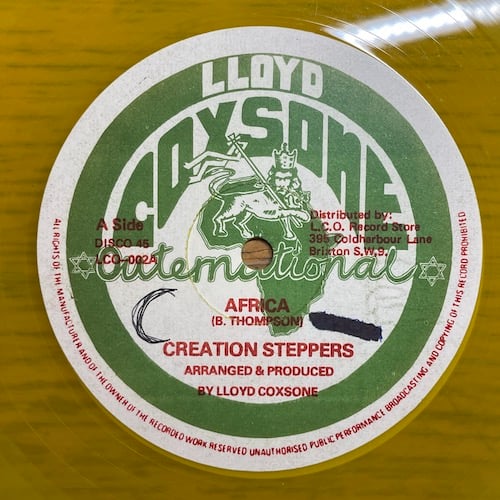 LLOYD
COXSONE
outernational
A Side
DISCO 45
LCO-002A
Distributed by:
L.C.O. Record Store
395 Coldharbour Lane
Brixton S.W,9.
AFRICA
(B. THOMPSON)
C
CREATION STEPPERS
ARRANGED & PRODUCED
BY LLOYD COXSONE
ALL RIGHTS OF THE MANUFACTURER AND OF THE OWNER OF THE RECORDED WORK RESERVED UNAUTHORISED PUBLIC PERFORMANCE BROADCASTING AND COPYING OF THIS RECORD PROHIBITED